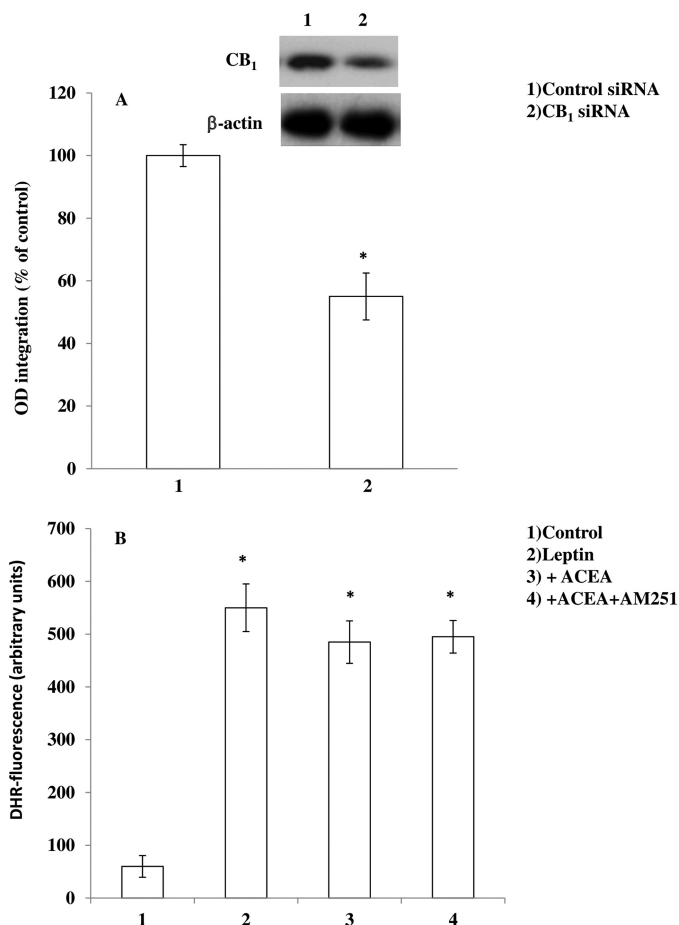 1 2
CB1
β-actin
1)Control siRNA
2)CB1 siRNA
A
120
100
80
60
40
20
0
OD integration (% of control)
*
1 2
B
700
600
500
400
300
200
100
0
DHR-fluorescence (arbitrary units)
* * *
1 2 3 4
1)Control
2)Leptin
3) + ACEA
4) +ACEA+AM251